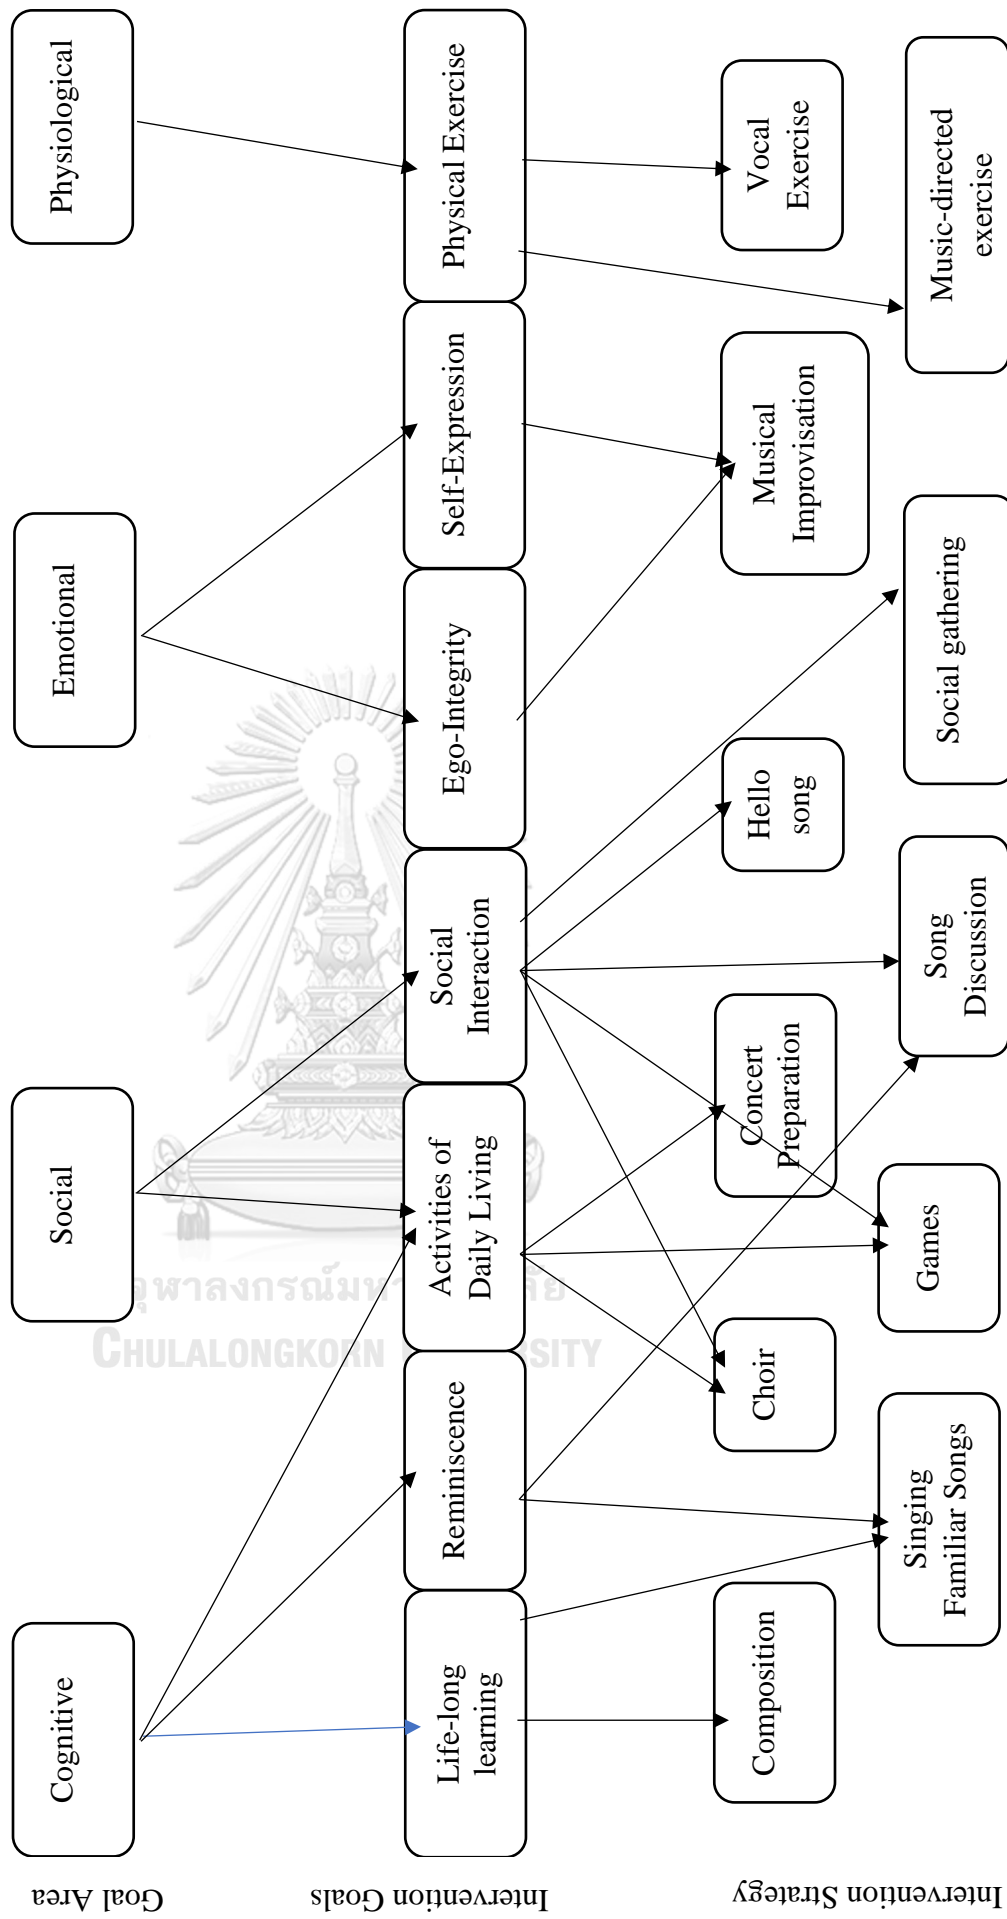 Goal Area
Cognitive
Social
Emotional
Physiological
Intervention Goals
Life-long
learning
Reminiscence
Activities of
Daily Living
Social
Interaction
Ego-Integrity
Self-Expression
Physical Exercise
Intervention Strategy
Composition
Choir
Concert
Preparation
Hello
song
Musical
Improvisation
Vocal
Exercise
Singing
Familiar Songs
Games
Song
Discussion
Social gathering
Music-directed
exercise
CHULALONGKORN